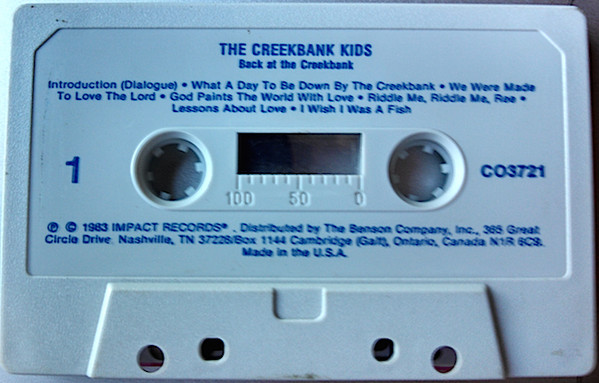 THE CREEKBANK KIDS
Back at the Creekbank
Introduction (Dialogue) • What A Day To Be Down By The Creekbank • We Were Made
To Love The Lord • God Paints The World With Love • Riddle Me, Riddle Me, Ree •
Lessons About Love • I Wish I Was A Fish
1
100 50 0
CO3721
℗ © 1983 IMPACT RECORDS®. Distributed by The Benson Company, Inc., 365 Great
Circle Drive, Nashville, TN 37228/Box 1144 Cambridge (Galt), Ontario, Canada N1R 6C9.
Made in the U.S.A.